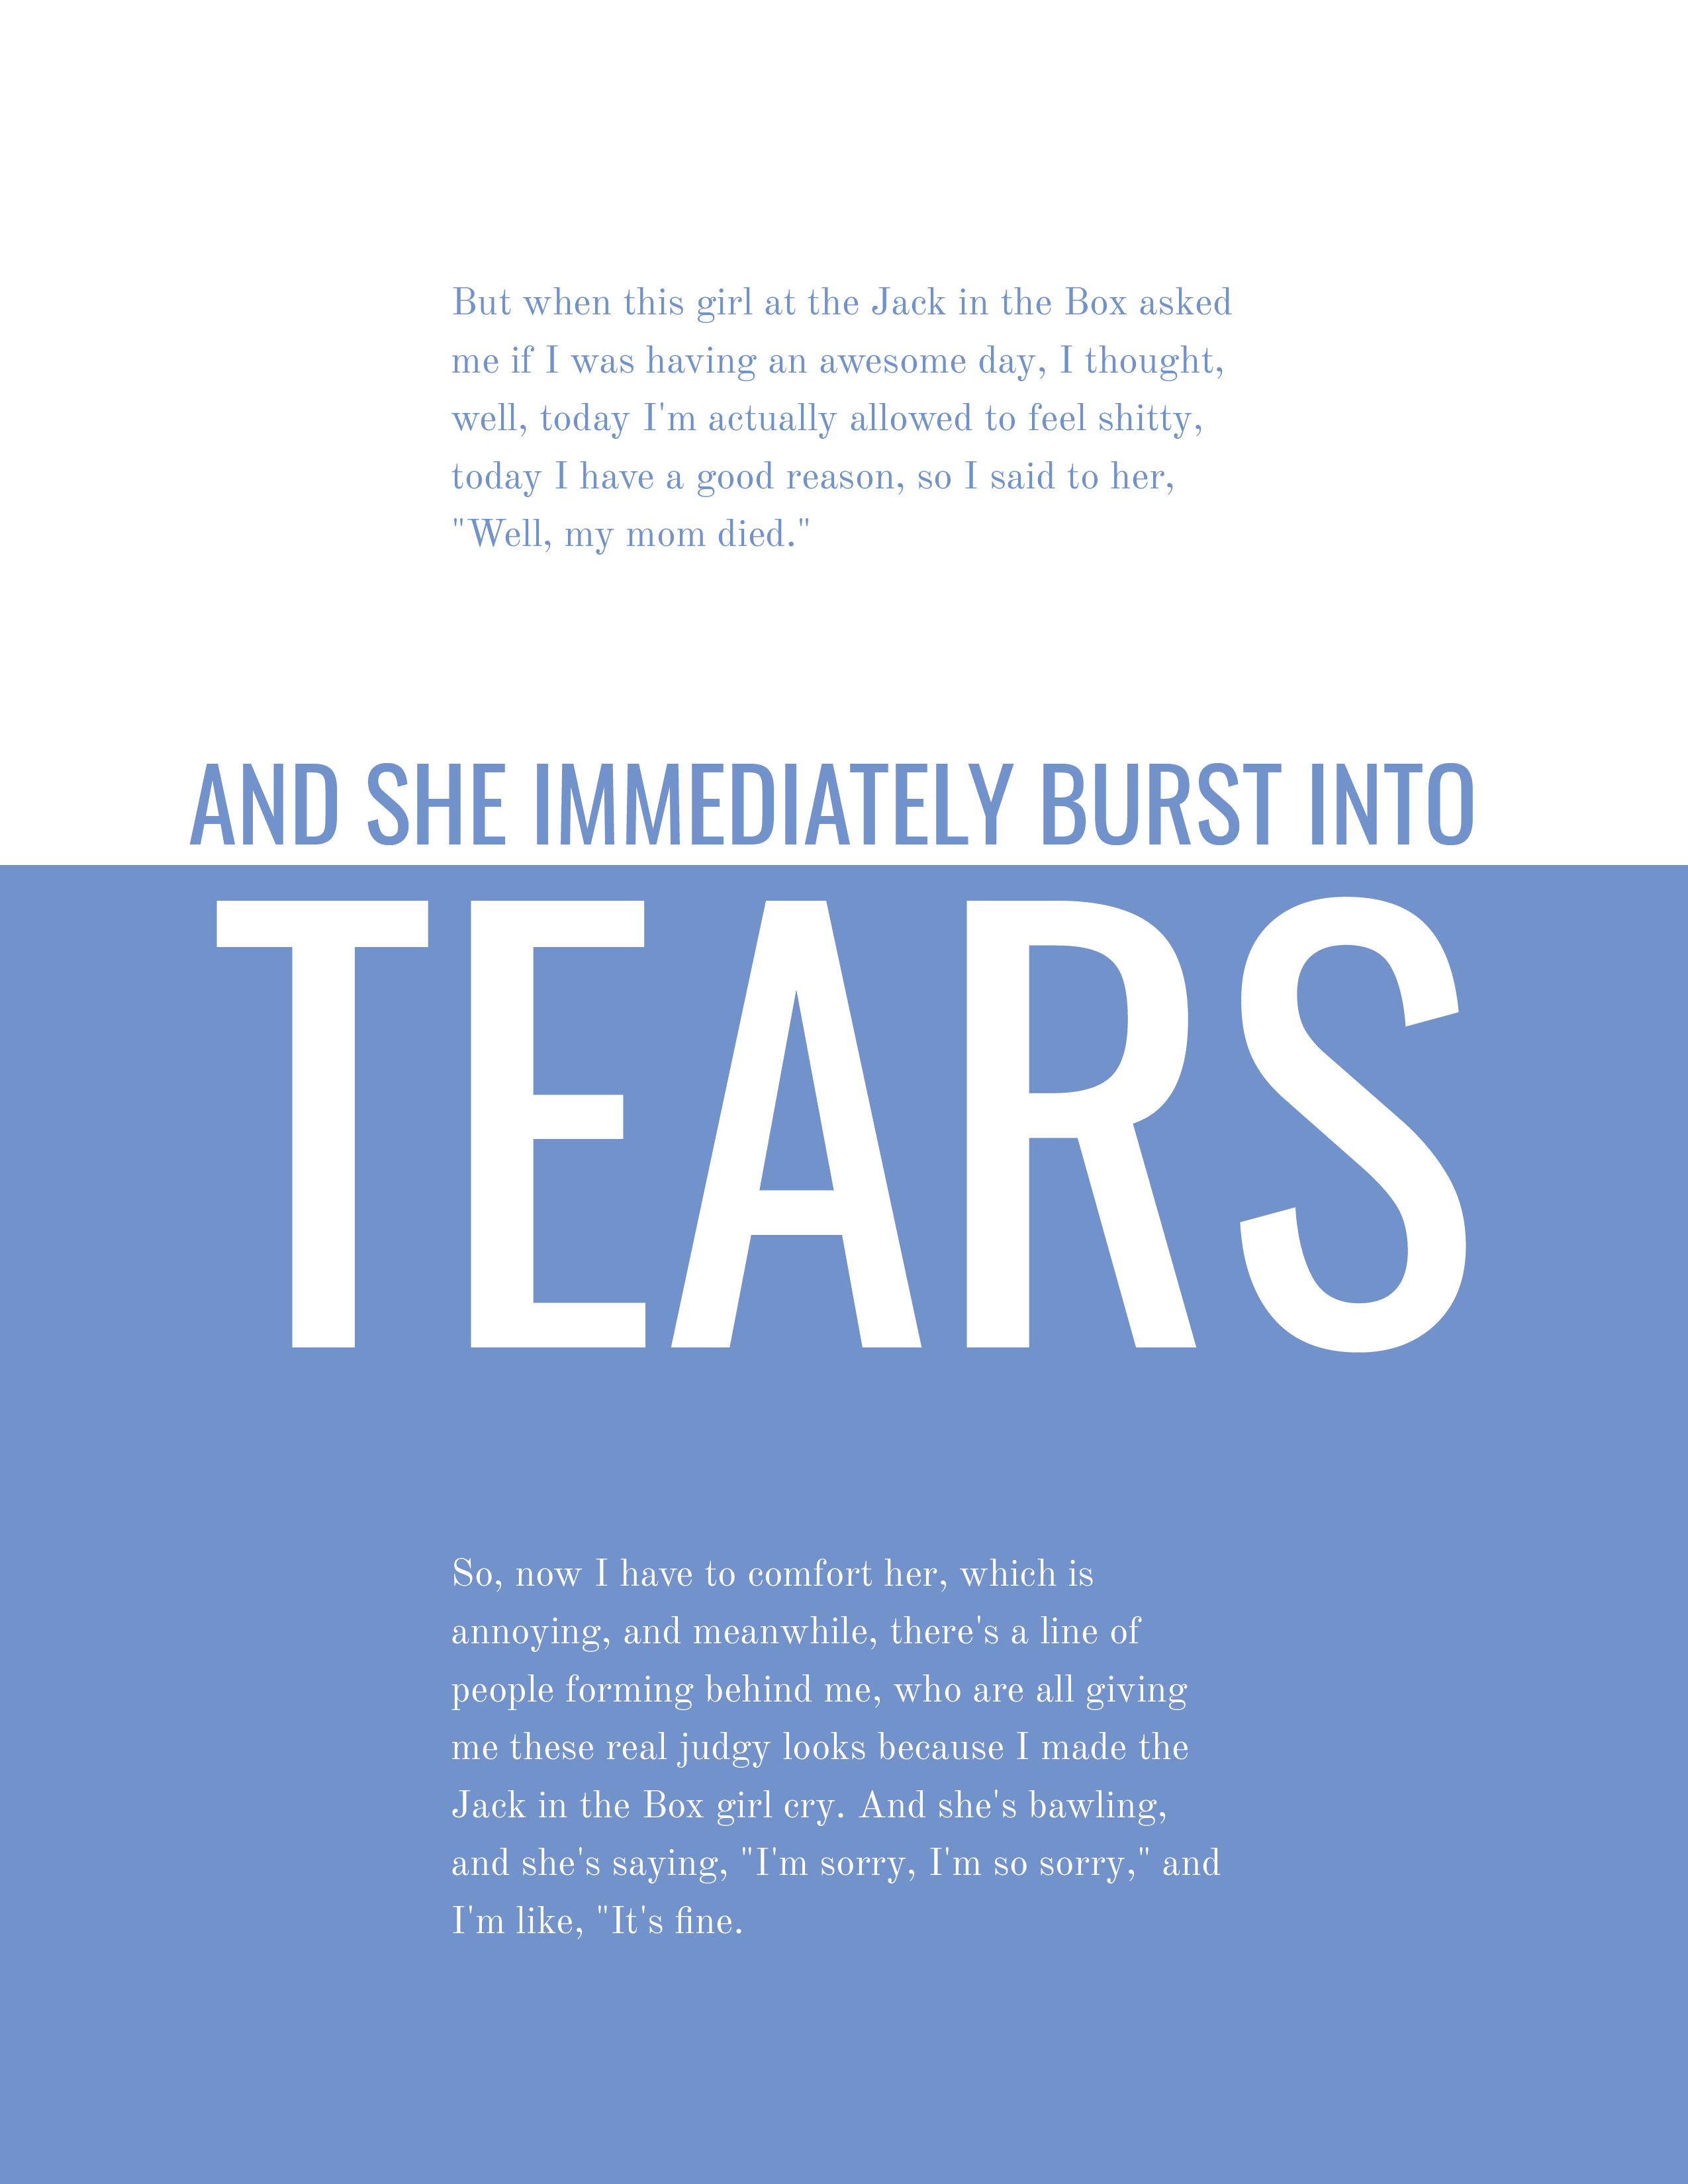 But when this girl at the Jack in the Box asked
me if I was having an awesome day, I thought,
well, today I'm actually allowed to feel shitty,
today I have a good reason, so I said to her,
"Well, my mom died."
AND SHE IMMEDIATELY BURST INTO
TEARS
So, now I have to comfort her, which is
annoying, and meanwhile, there's a line of
people forming behind me, who are all giving
me these real judgy looks because I made the
Jack in the Box girl cry. And she's bawling,
and she's saying, "I'm sorry, I'm so sorry," and
I'm like, "It's fine.